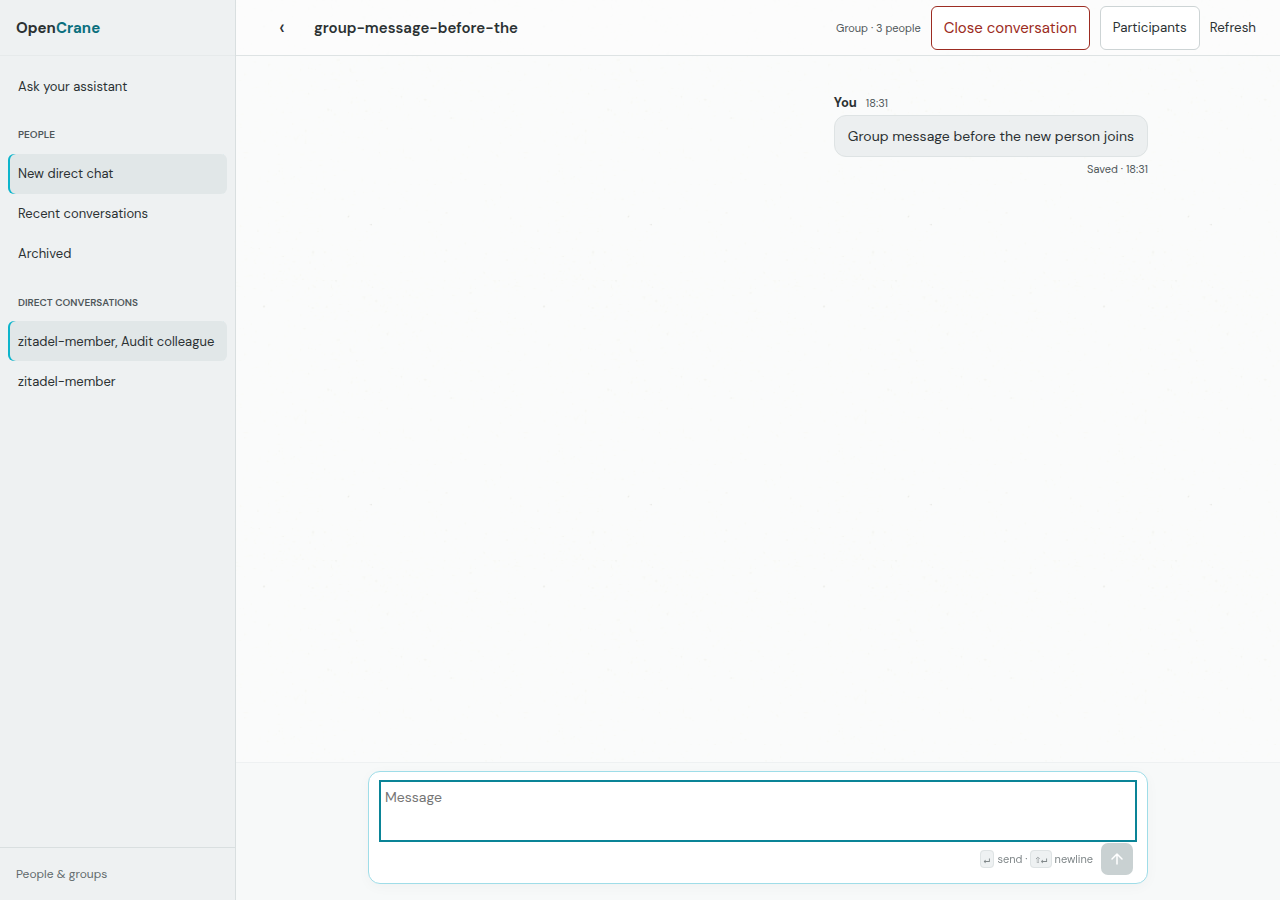 OpenCrane
‹ group-message-before-the
Group · 3 people
Close conversation
Participants
Refresh
Ask your assistant
PEOPLE
New direct chat
Recent conversations
Archived
DIRECT CONVERSATIONS
zitadel-member, Audit colleague
zitadel-member
People & groups
You 18:31
Group message before the new person joins
Saved · 18:31
Message
↵ send · ⇧↵ newline